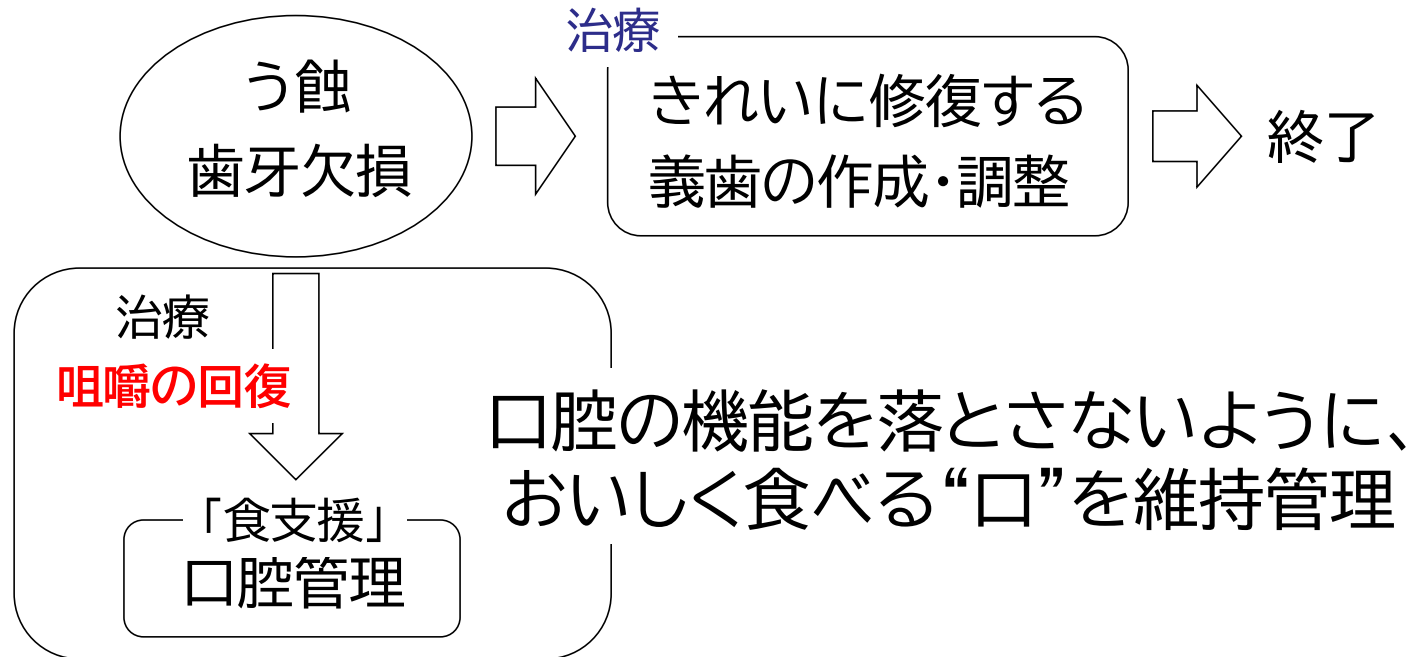 う蝕
歯牙欠損
治療
きれいに修復する
義歯の作成・調整
終了
治療
咀嚼の回復
「食支援」
口腔管理
口腔の機能を落とさないように、
おいしく食べる“口”を維持管理